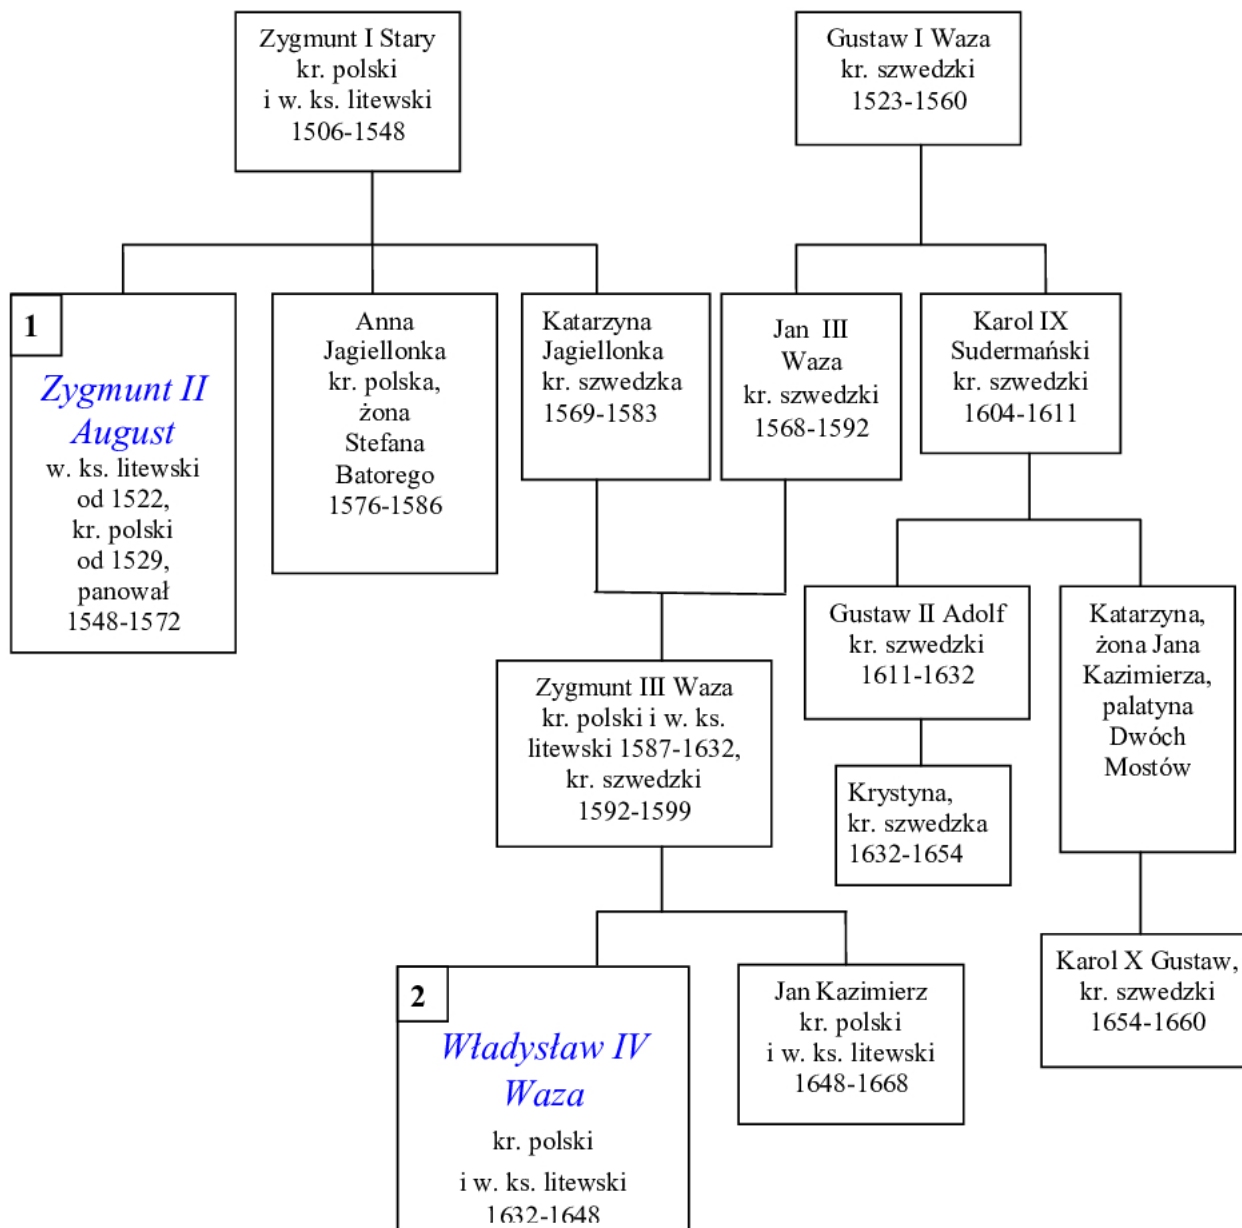 Zygmunt I Stary
kr. polski
i w. ks. litewski
1506-1548
Gustaw I Waza
kr. szwedzki
1523-1560
1
Zygmunt II
August
w. ks. litewski
od 1522,
kr. polski
od 1529,
panował
1548-1572
Anna
Jagiellonka
kr. polska,
żona
Stefana
Batorego
1576-1586
Katarzyna
Jagiellonka
kr. szwedzka
1569-1583
Jan III
Waza
kr. szwedzki
1568-1592
Karol IX
Sudermański
kr. szwedzki
1604-1611
Gustaw II Adolf
kr. szwedzki
1611-1632
Katarzyna,
żona Jana
Kazimierza,
palatyna
Dwóch
Mostów
Zygmunt III Waza
kr. polski i w. ks.
litewski 1587-1632,
kr. szwedzki
1592-1599
Krystyna,
kr. szwedzka
1632-1654
2
Władysław IV
Waza
kr. polski
i w. ks. litewski
1632-1648
Jan Kazimierz
kr. polski
i w. ks. litewski
1648-1668
Karol X Gustaw,
kr. szwedzki
1654-1660